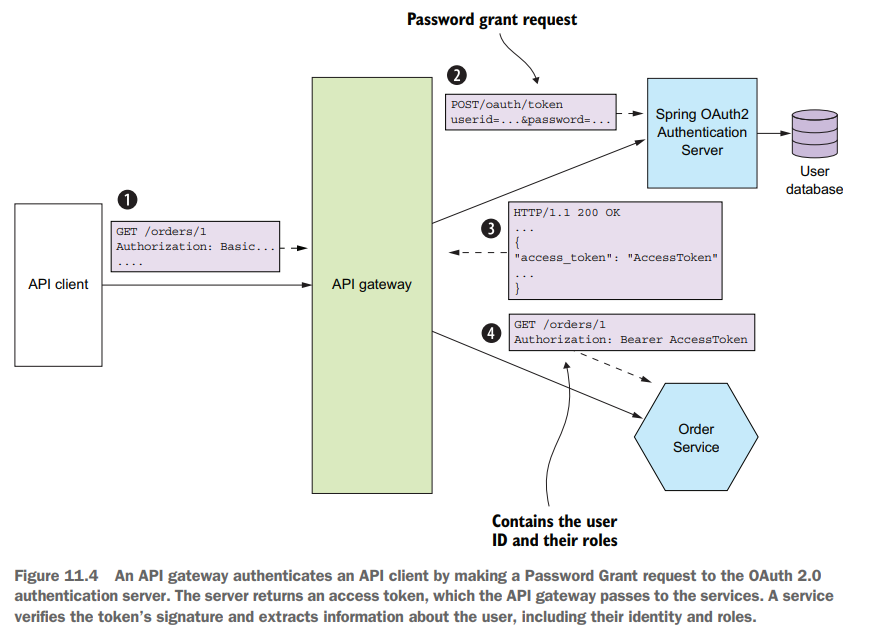 Password grant request
2
POST/oauth/token
userid=...&password=...
Spring OAuth2
Authentication
Server
User
database
1
GET /orders/1
Authorization: Basic...
....
API client
API gateway
3
HTTP/1.1 200 OK
...
{
"access_token": "AccessToken"
...
}
4
GET /orders/1
Authorization: Bearer AccessToken
Order
Service
Contains the user
ID and their roles
Figure 11.4 An API gateway authenticates an API client by making a Password Grant request to the OAuth 2.0
authentication server. The server returns an access token, which the API gateway passes to the services. A service
verifies the token's signature and extracts information about the user, including their identity and roles.